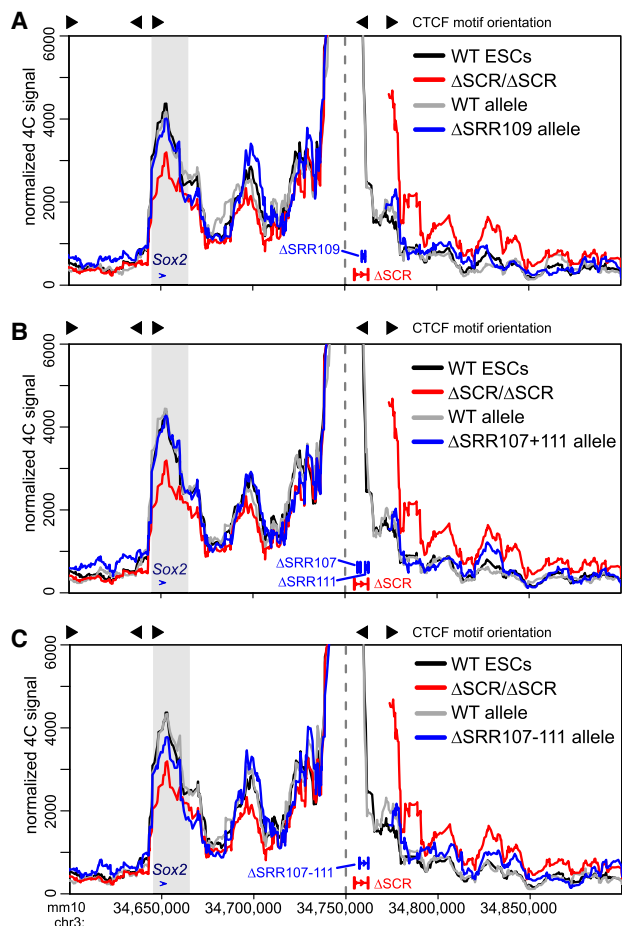 A
CTCF motif orientation
normalized 4C signal
6000
4000
2000
0
WT ESCs
ΔSCR/ΔSCR
WT allele
ΔSRR109 allele
Sox2
ΔSRR109
ΔSCR
B
CTCF motif orientation
normalized 4C signal
6000
4000
2000
0
WT ESCs
ΔSCR/ΔSCR
WT allele
ΔSRR107+111 allele
Sox2
ΔSRR107
ΔSRR111
ΔSCR
C
CTCF motif orientation
normalized 4C signal
6000
4000
2000
0
WT ESCs
ΔSCR/ΔSCR
WT allele
ΔSRR107-111 allele
Sox2
ΔSRR107-111
ΔSCR
mm10
chr3:
34,650,000
34,700,000
34,750,000
34,800,000
34,850,000